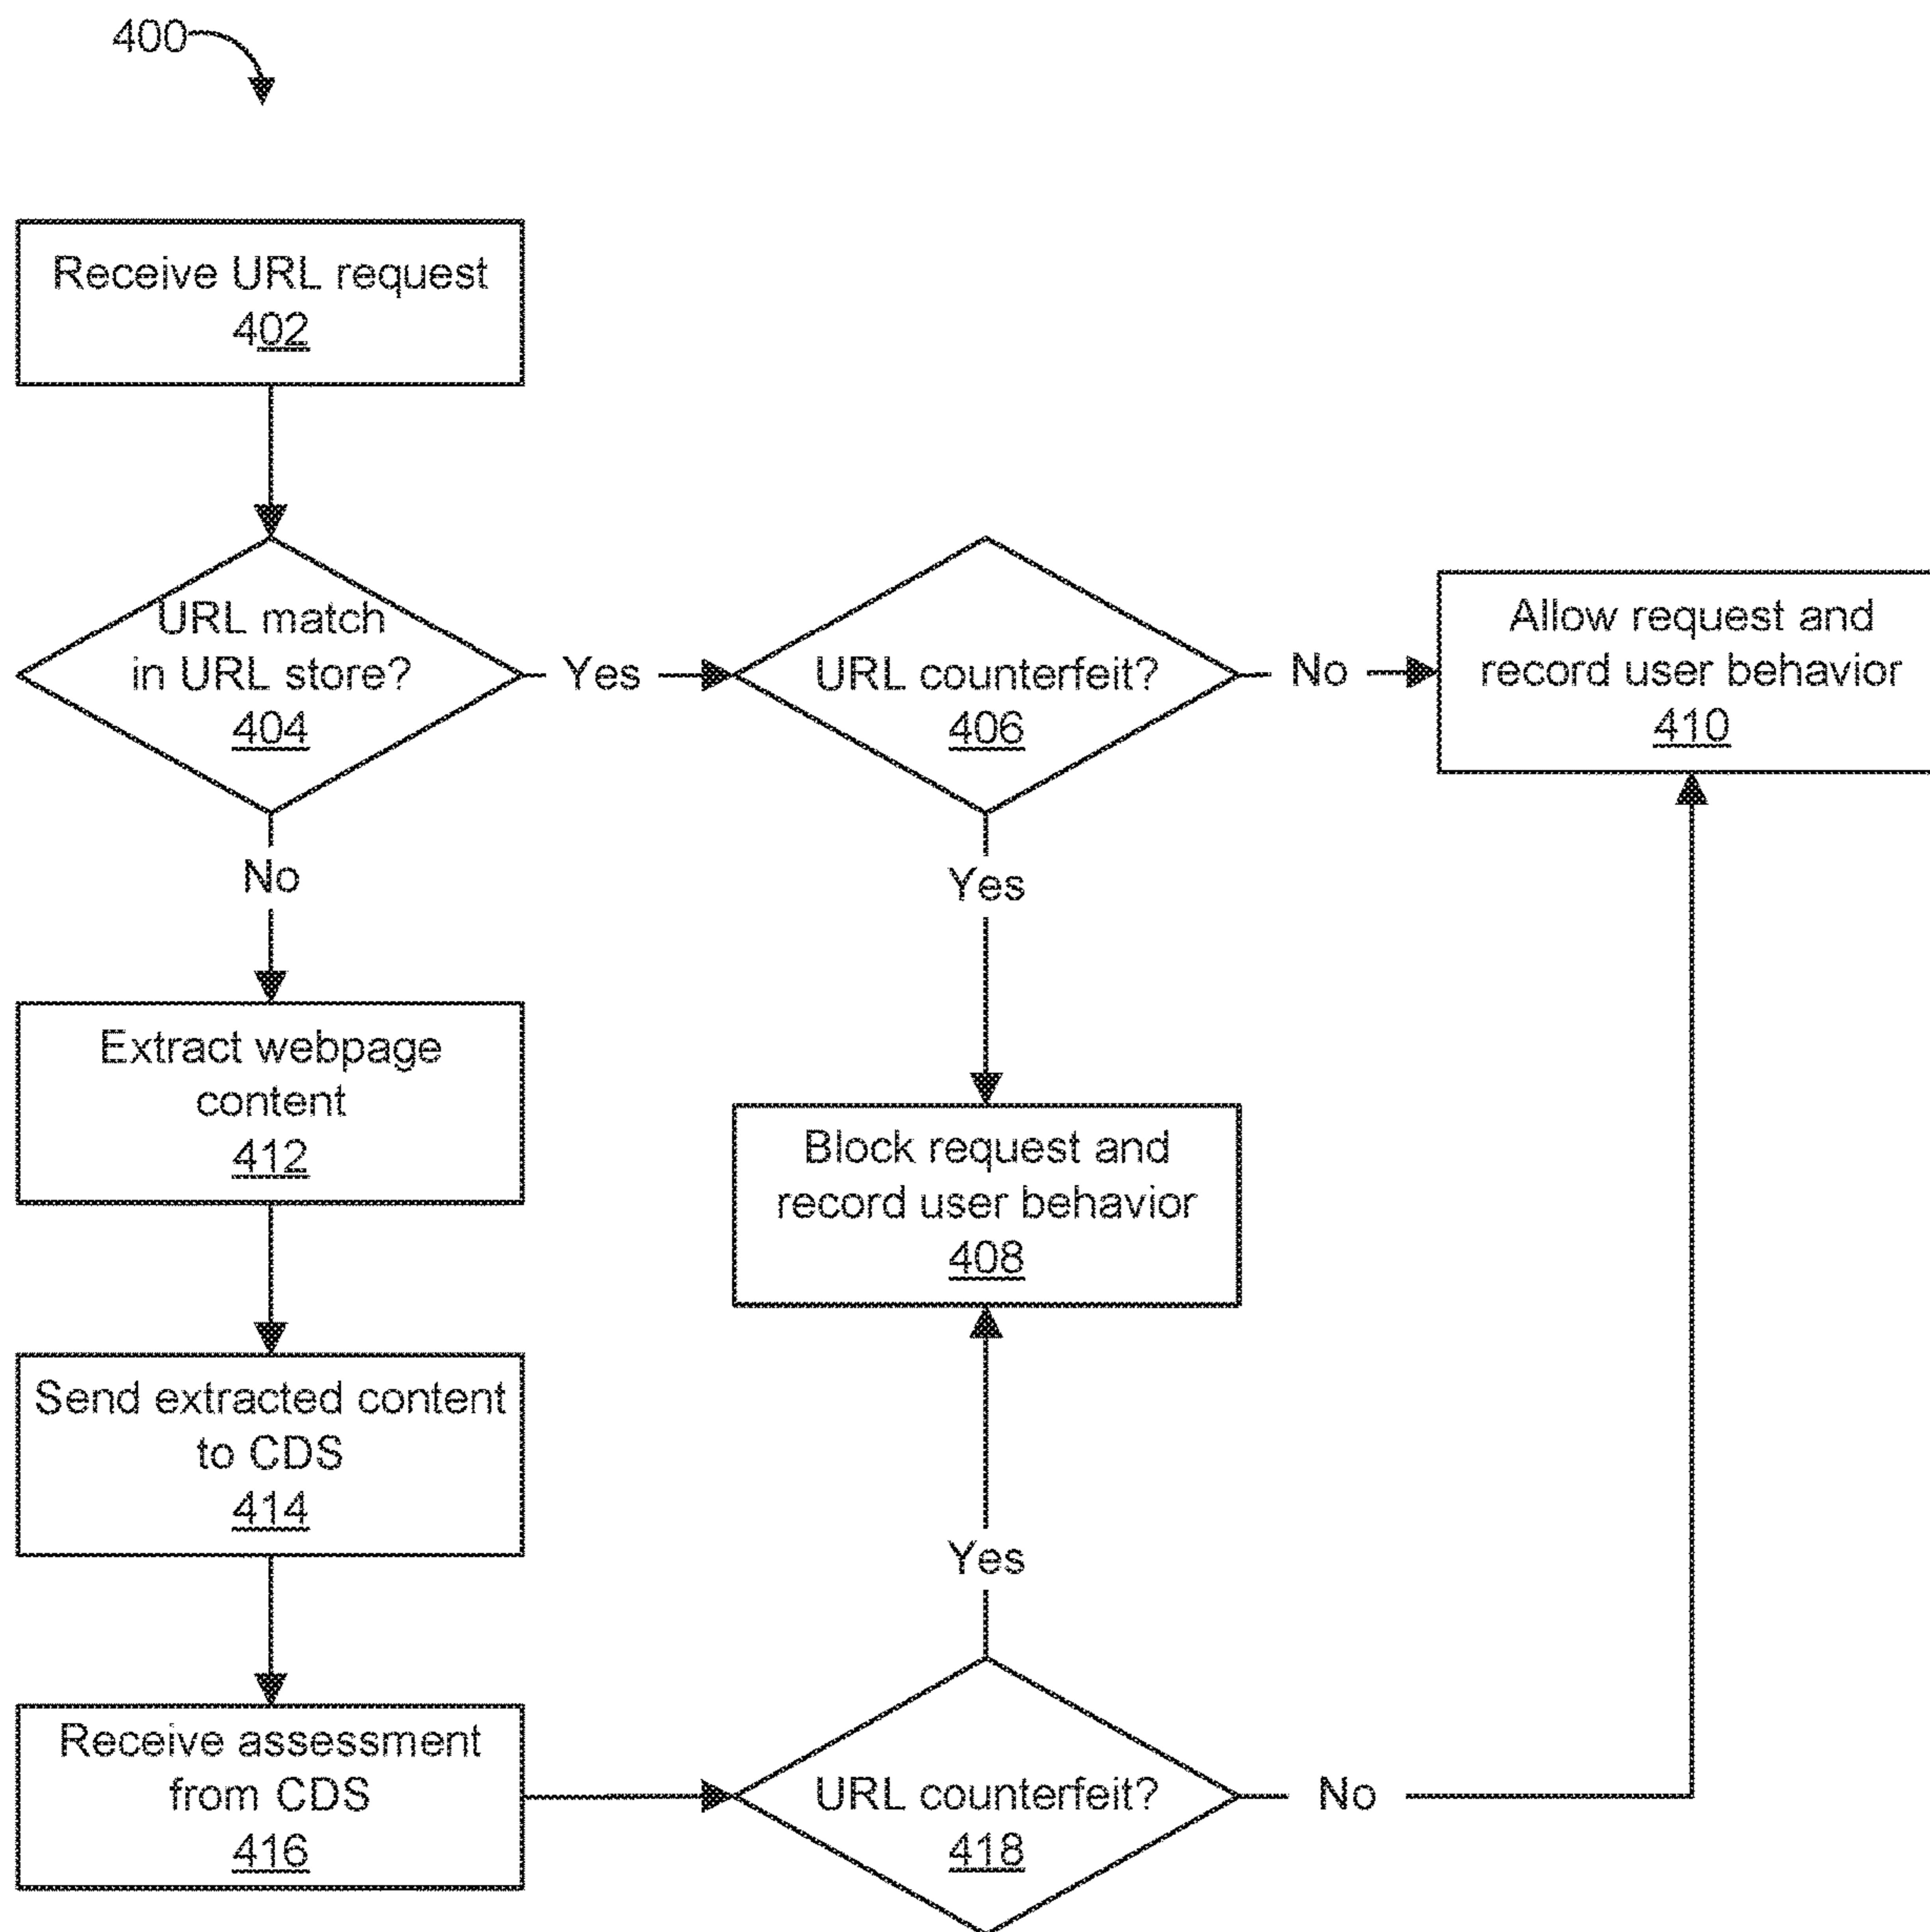 400
Receive URL request
402
URL match
in URL store?
404
Yes
URL counterfeit?
406
No
Allow request and
record user behavior
410
No
Yes
Extract webpage
content
412
Block request and
record user behavior
408
Send extracted content
to CDS
414
Yes
Receive assessment
from CDS
416
URL counterfeit?
418
No